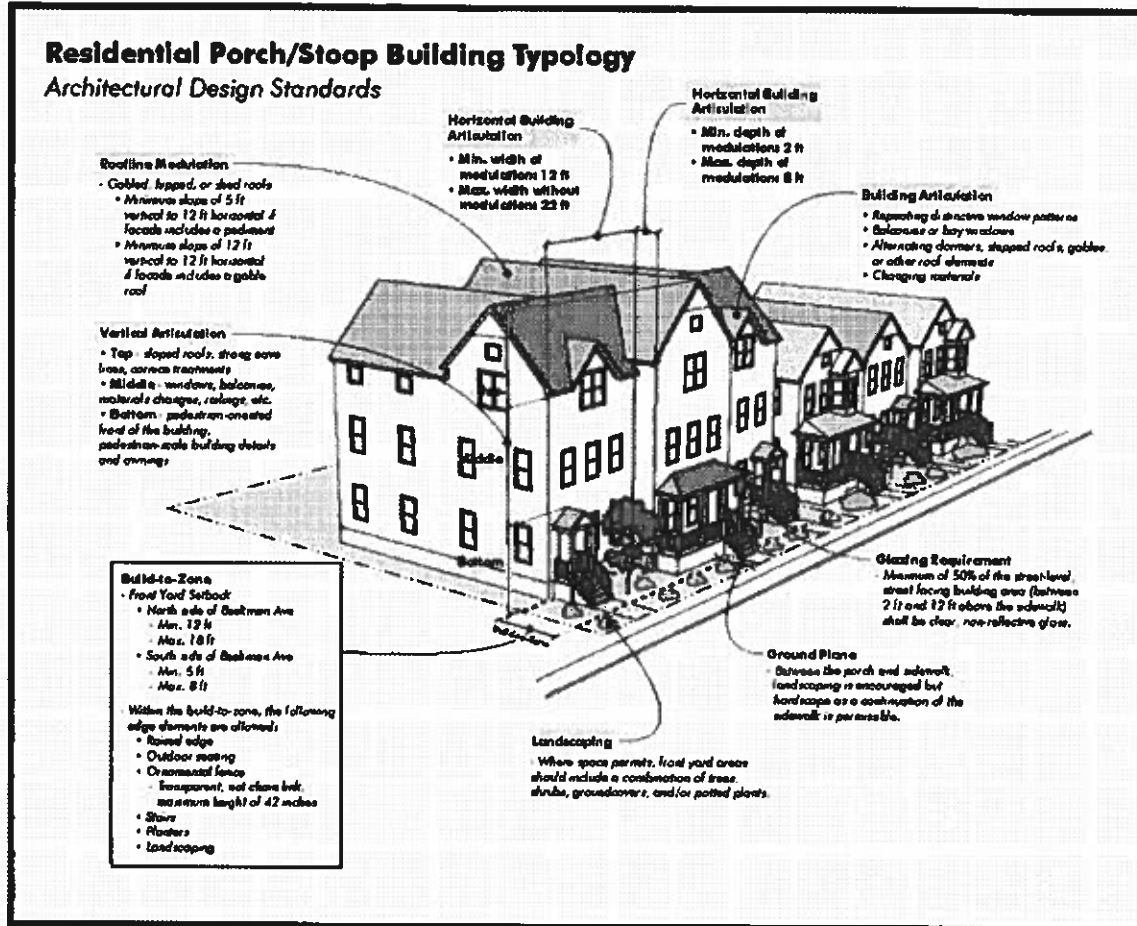 Residential Porch/Stoop Building Typology
Architectural Design Standards
Horizontal Building
Articulation
• Min. width of
modulations 12 ft
• Max. width without
modulations 22 ft
Horizontal Building
Articulation
• Min. depth of
modulations 2 ft
• Max. depth of
modulations 8 ft
Roofline Modulation
- Gabled, hipped, or shed roofs
• Minimum slope of 5 ft
vertical to 12 ft horizontal if
facade includes a pediment
• Minimum slope of 12 ft
vertical to 12 ft horizontal
if facade includes a gable
roof
Building Articulation
• Repeating distinctive window patterns
• Balconies or bay windows
• Alternating dormers, stepped roofs, gables,
or other roof elements
• Changing materials
Vertical Articulation
• Top - sloped roofs, strong eave
lines, cornice treatments
• Middle - windows, balconies,
materials changes, railings, etc.
• Bottom - pedestrian-oriented
front of the building,
pedestrian-scale building details
and awnings
Middle
Bottom
Build-to-Zone
Build-to-Zone
- Front Yard Setback
• North side of Beekman Ave
- Min. 12 ft
- Max. 18 ft
• South side of Beekman Ave
- Min. 5 ft
- Max. 8 ft
- Within the build-to-zone, the following
edge elements are allowed:
• Raised edge
• Outdoor seating
• Ornamental fence
- Transparent, not chain link,
maximum height of 42 inches
• Stairs
• Planters
• Landscaping
Glazing Requirement
- Minimum of 50% of the street-level,
street facing building area (between
2 ft and 12 ft above the sidewalk)
shall be clear, non-reflective glass.
Ground Plane
- Between the porch and sidewalk,
landscaping is encouraged but
hardscape as a continuation of the
sidewalk is permissible.
Landscaping
- Where space permits, front yard areas
should include a combination of trees,
shrubs, groundcovers, and/or potted plants.